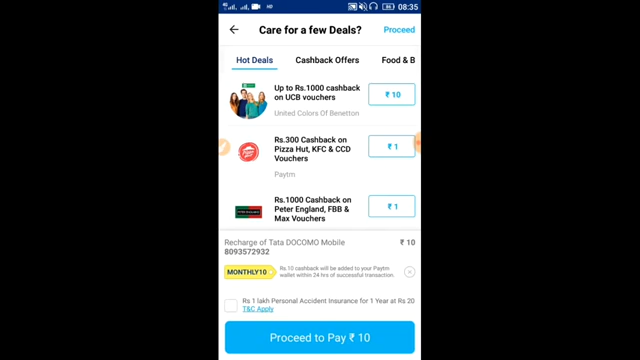 4G HD 86 08:35
Care for a few Deals? Proceed
Hot Deals Cashback Offers Food & B
Up to Rs.1000 cashback
on UCB vouchers
United Colors Of Benetton
₹ 10
Rs.300 Cashback on
Pizza Hut, KFC & CCD
Vouchers
Paytm
₹ 1
Rs.1000 Cashback on
Peter England, FBB &
Max Vouchers
₹ 1
Recharge of Tata DOCOMO Mobile ₹ 10
8093572932
MONTHLY10
Rs.10 cashback will be added to your Paytm
wallet within 24 hrs of successful transaction.
Rs 1 lakh Personal Accident Insurance for 1 Year at Rs 20
T&C Apply
Proceed to Pay ₹ 10